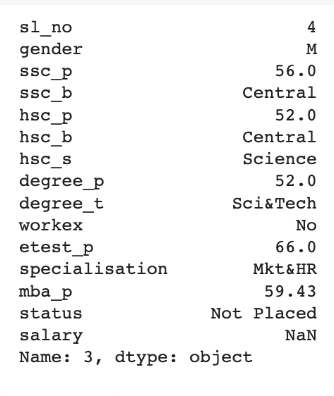 sl_no 4
gender M
ssc_p 56.0
ssc_b Central
hsc_p 52.0
hsc_b Central
hsc_s Science
degree_p 52.0
degree_t Sci&Tech
workex No
etest_p 66.0
specialisation Mkt&HR
mba_p 59.43
status Not Placed
salary NaN
Name: 3, dtype: object